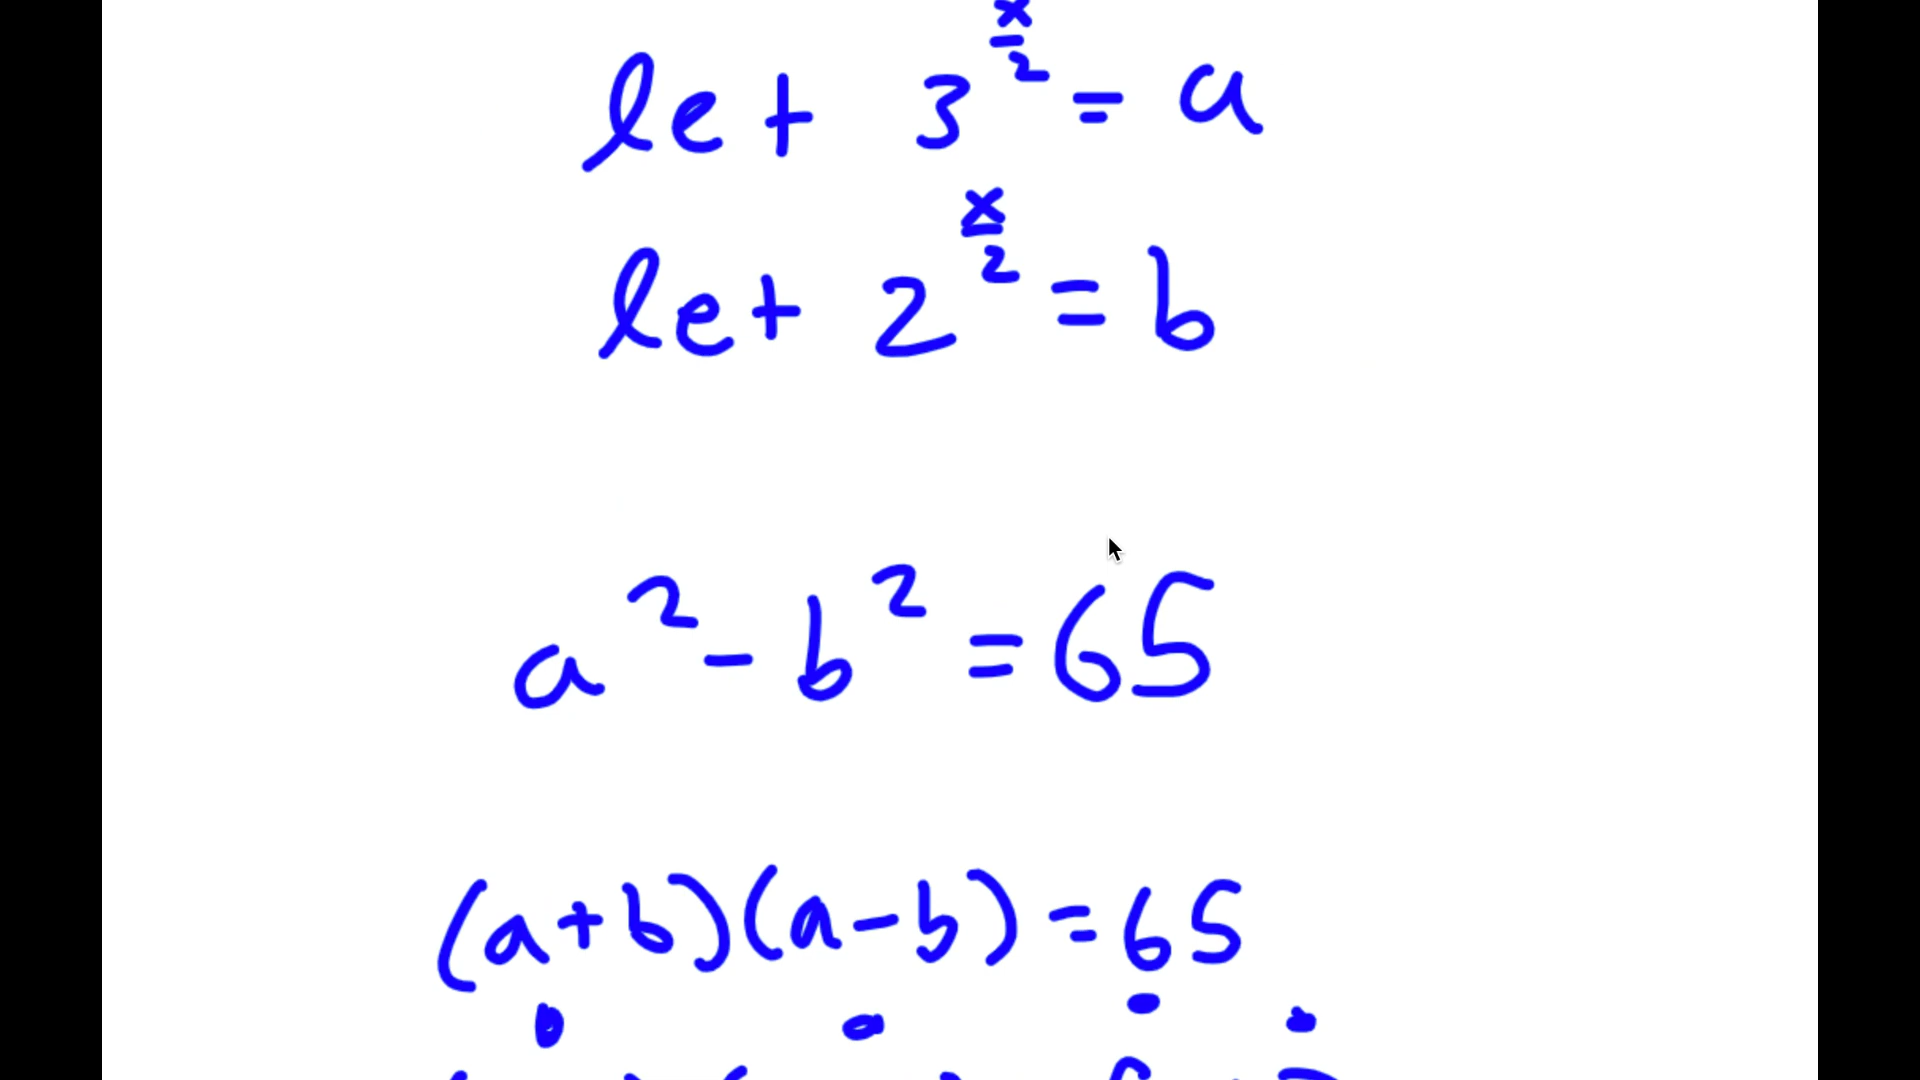 let 3^(x/2) = a
let 2^(x/2) = b
a² - b² = 65
(a+b)(a-b) = 65